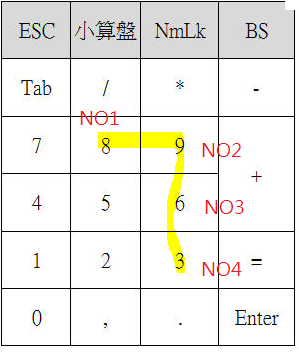 ESC 小算盤 NmLk BS
Tab / * -
NO1
7 8 9 NO2
+
4 5 6 NO3
1 2 3 NO4 =
0 , . Enter